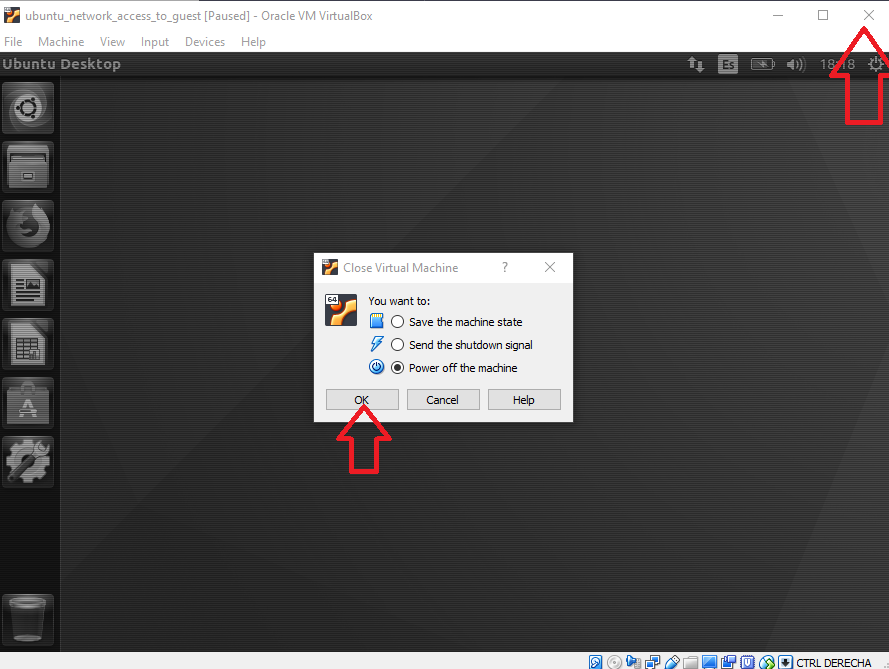 ubuntu_network_access_to_guest [Paused] - Oracle VM VirtualBox
File Machine View Input Devices Help
Ubuntu Desktop Es 18:18
Close Virtual Machine ?
64 You want to:
Save the machine state
Send the shutdown signal
Power off the machine
OK Cancel Help
CTRL DERECHA